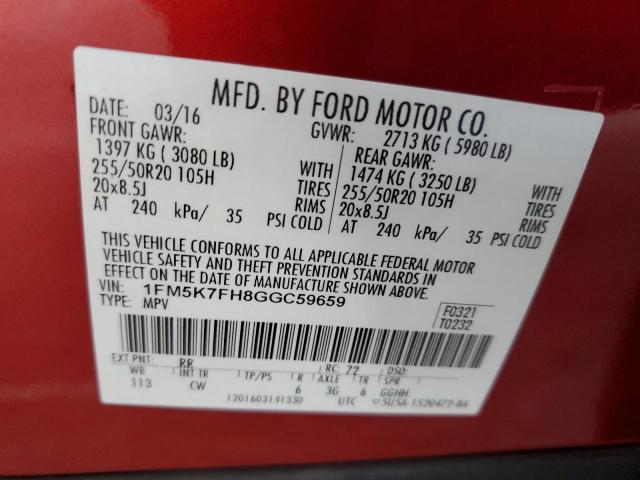 MFD. BY FORD MOTOR CO.
DATE: 03/16 GVWR: 2713 KG ( 5980 LB)
FRONT GAWR: REAR GAWR:
1397 KG ( 3080 LB) WITH 1474 KG ( 3250 LB) WITH
255/50R20 105H TIRES 255/50R20 105H TIRES
20x8.5J RIMS 20x8.5J RIMS
AT 240 kPa/ 35 PSI COLD AT 240 kPa/ 35 PSI COLD
THIS VEHICLE CONFORMS TO ALL APPLICABLE FEDERAL MOTOR
VEHICLE SAFETY AND THEFT PREVENTION STANDARDS IN
EFFECT ON THE DATE OF MANUFACTURE SHOWN ABOVE.
VIN: 1FM5K7FH8GGC59659 F0321
TYPE: MPV T0232
EXT PNT: RR RC: 72 DSO:
WB INT TR TP/PS R AXLE TR SPR
113 CW 6 3G 6 GGHH
1201603141330 UTC